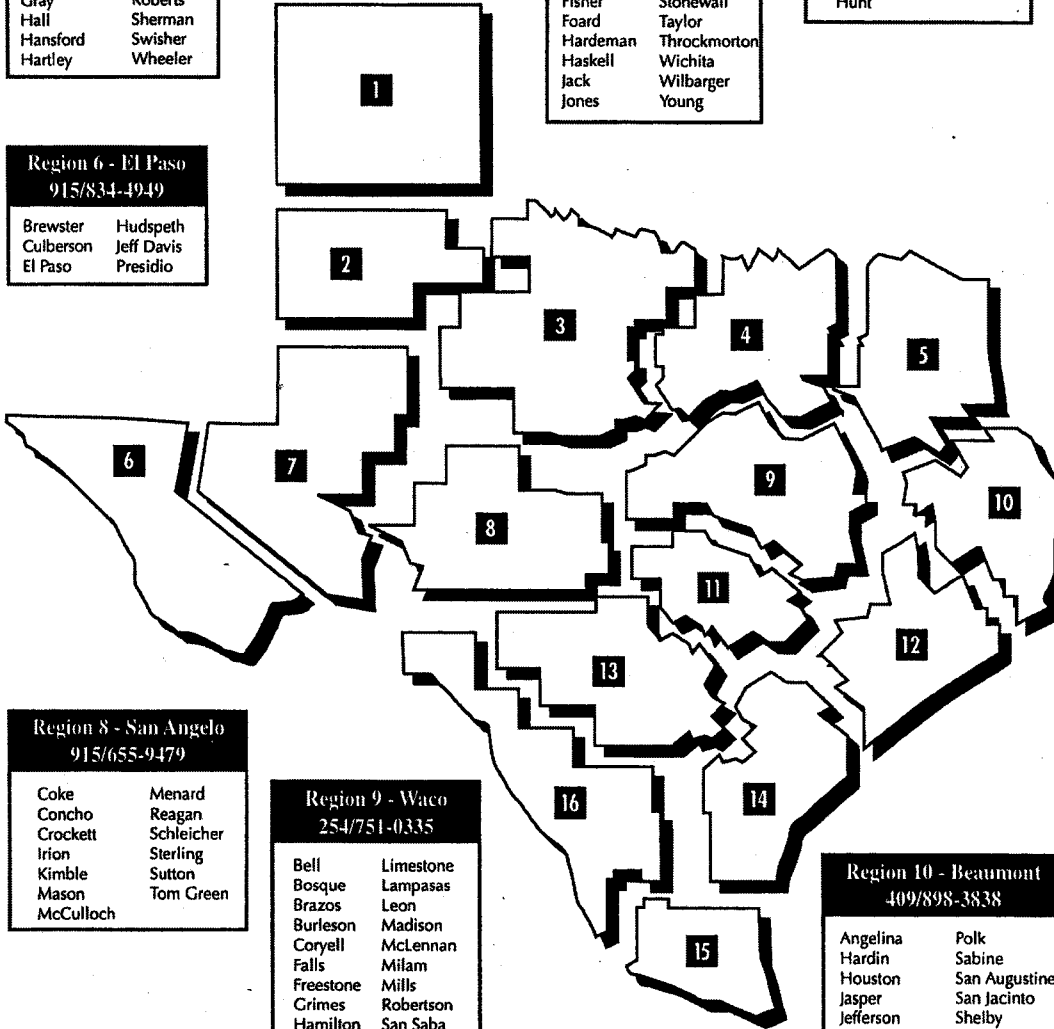 Gray Roberts
Hall Sherman
Hansford Swisher
Hartley Wheeler
Fisher Stonewall
Foard Taylor
Hardeman Throckmorton
Haskell Wichita
Jack Wilbarger
Jones Young
Hunt
1
Region 6 - El Paso
915/834-4949
Brewster Hudspeth
Culberson Jeff Davis
El Paso Presidio
2
3
4
5
6
7
8
9
10
11
12
13
14
15
16
Region 8 - San Angelo
915/655-9479
Coke Menard
Concho Reagan
Crockett Schleicher
Irion Sterling
Kimble Sutton
Mason Tom Green
McCulloch
Region 9 - Waco
254/751-0335
Bell Limestone
Bosque Lampasas
Brazos Leon
Burleson Madison
Coryell McLennan
Falls Milam
Freestone Mills
Grimes Robertson
Hamilton San Saba
Region 10 - Beaumont
409/898-3838
Angelina Polk
Hardin Sabine
Houston San Augustine
Jasper San Jacinto
Jefferson Shelby